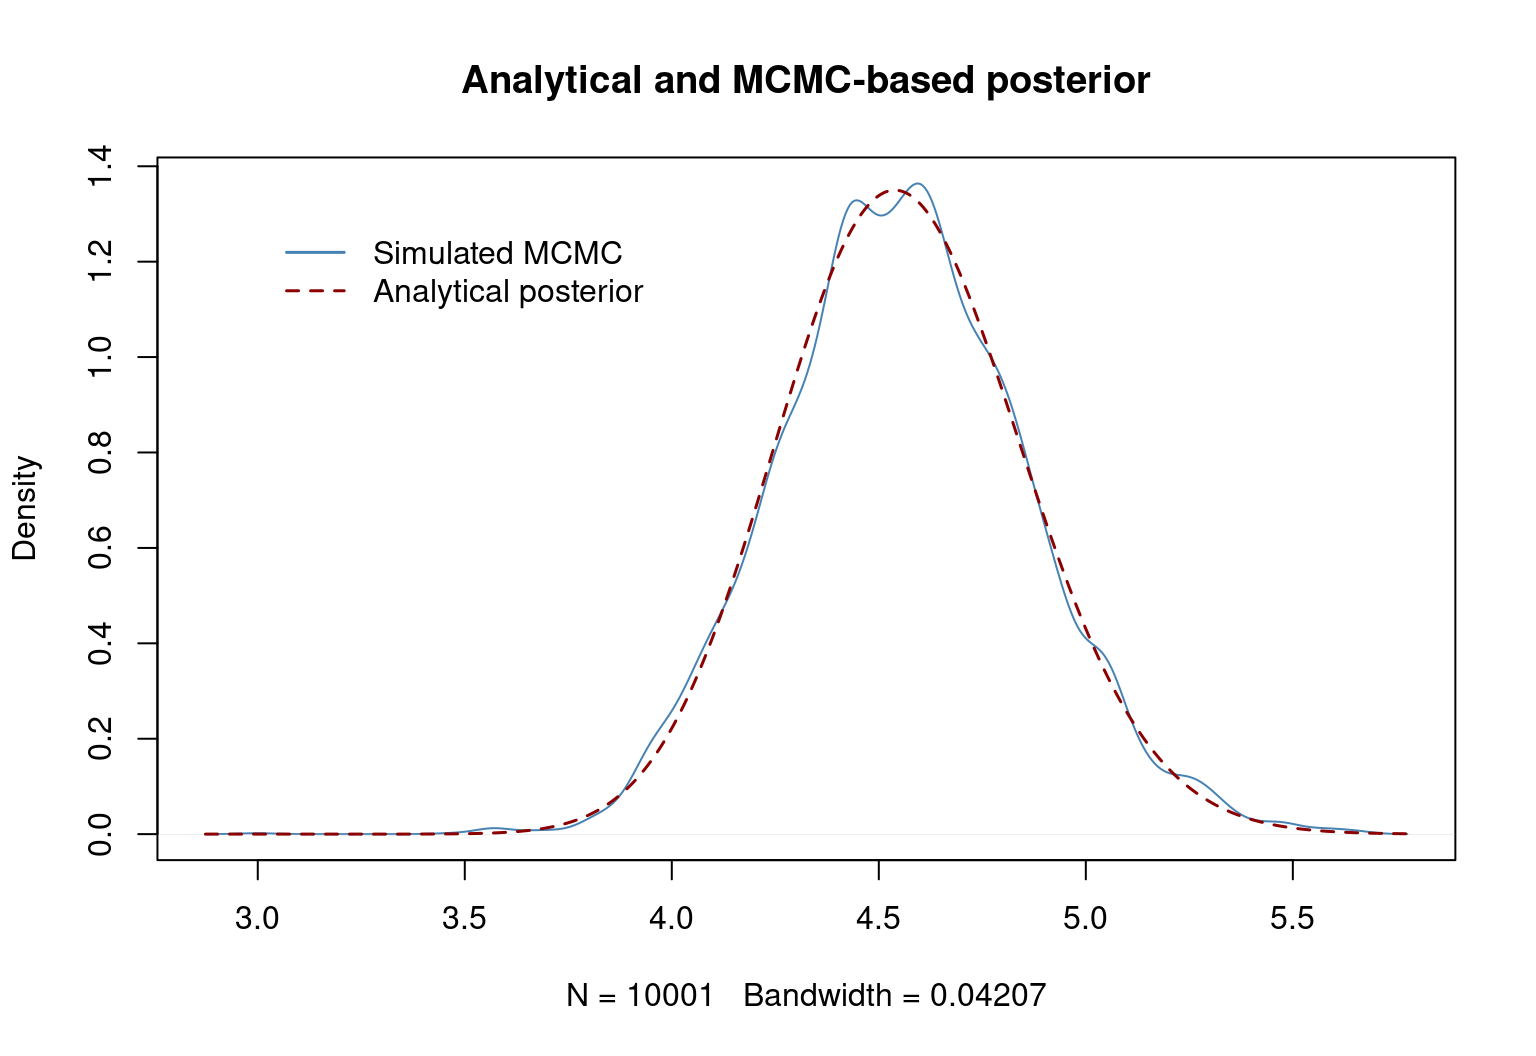 Analytical and MCMC-based posterior
Simulated MCMC
Analytical posterior
Density
0.0
0.2
0.4
0.6
0.8
1.0
1.2
1.4
3.0
3.5
4.0
4.5
5.0
5.5
N = 10001   Bandwidth = 0.04207